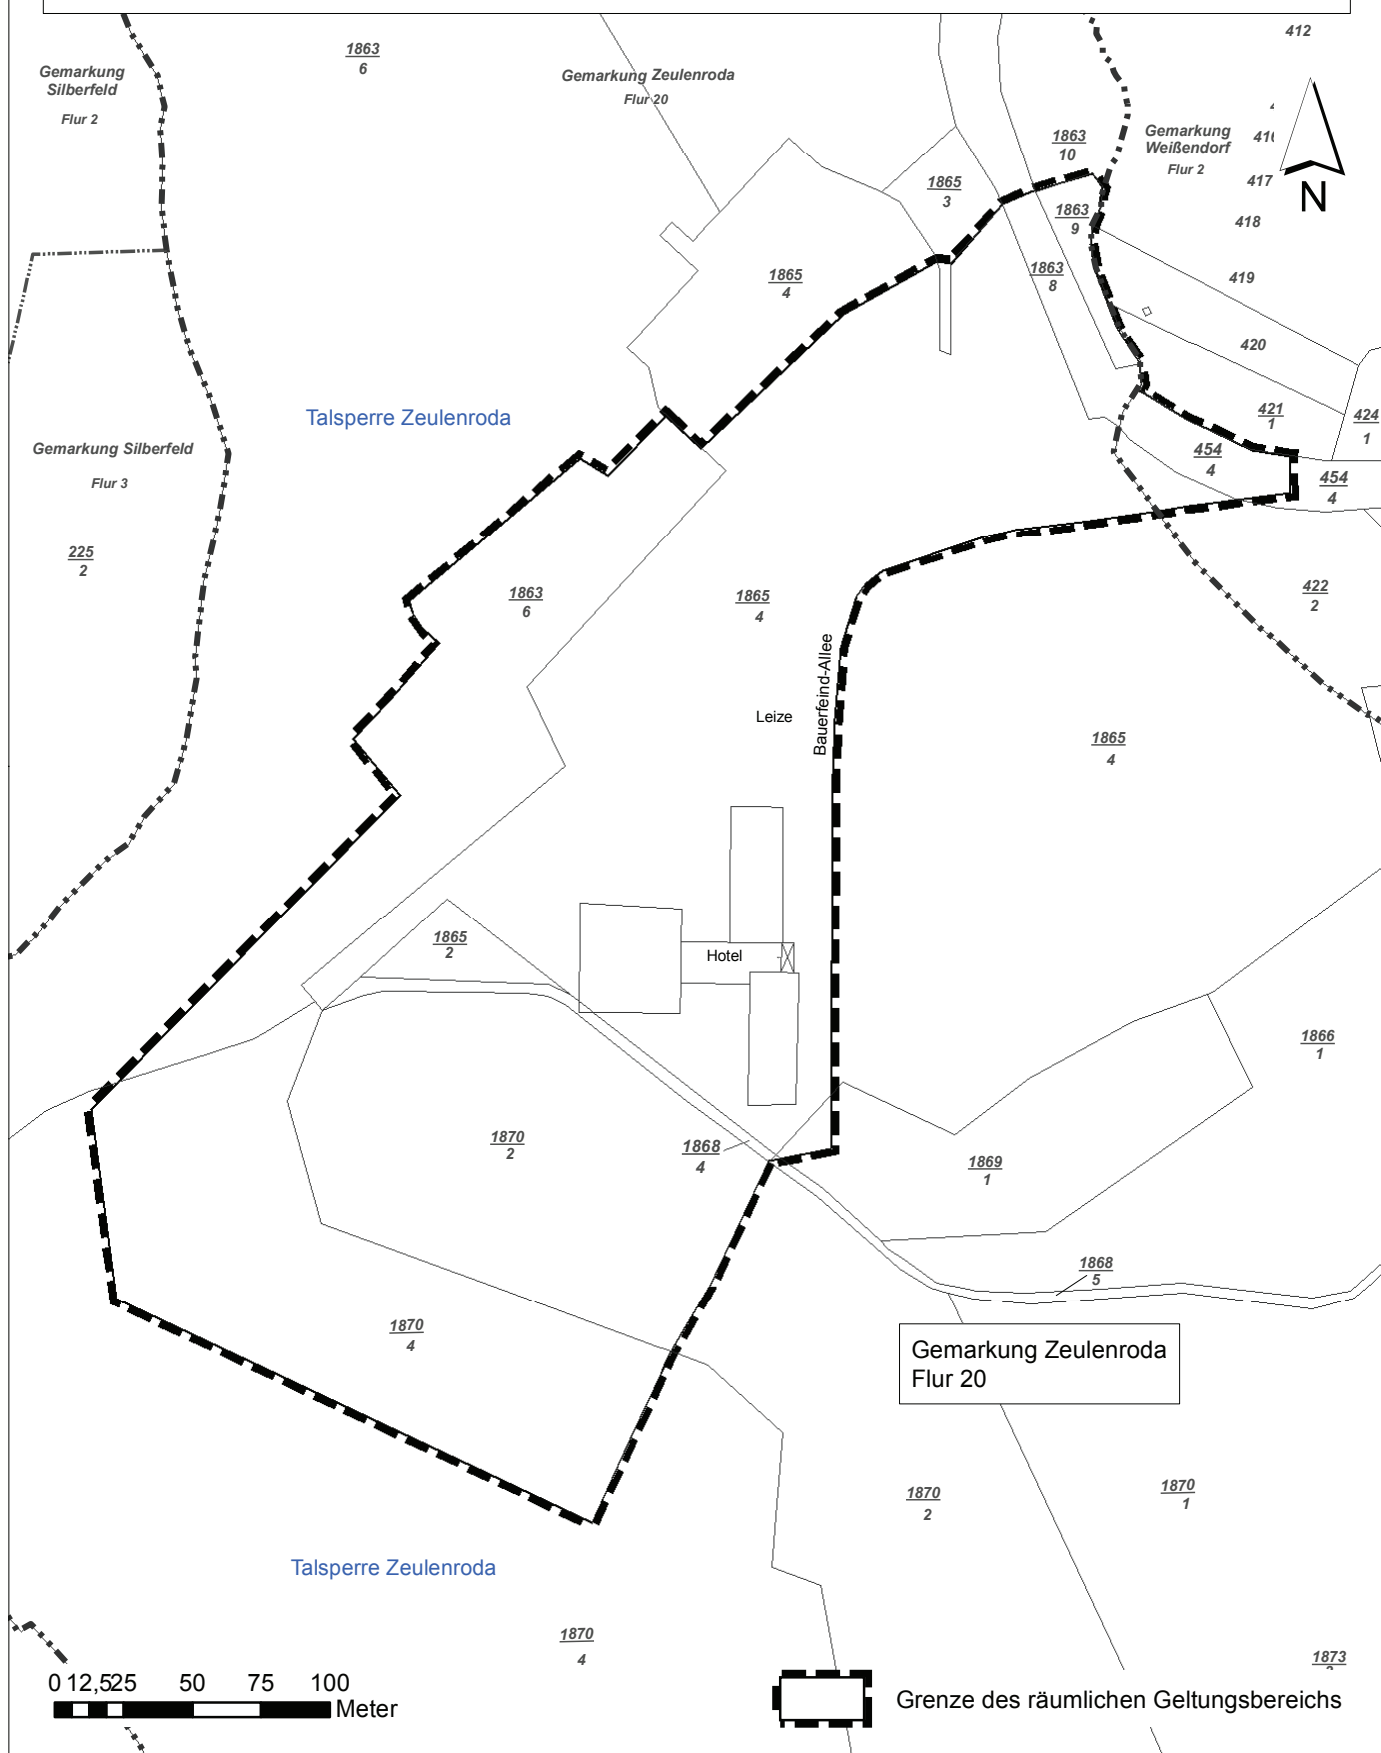 412
1863
6
Gemarkung
Silberfeld
Flur 2
Gemarkung Zeulenroda
Flur 20
1863
10
Gemarkung
Weißendorf
Flur 2
417
N
1865
3
1863
9
418
1865
4
1863
8
419
420
421
1
424
1
Talsperre Zeulenroda
Gemarkung Silberfeld
Flur 3
454
4
454
4
225
2
1863
6
1865
4
422
2
Bauerfeind-Allee
Leize
1865
4
1865
2
Hotel
1866
1
1870
2
1868
4
1869
1
1868
5
1870
4
Gemarkung Zeulenroda
Flur 20
1870
2
1870
1
Talsperre Zeulenroda
1870
4
1873
0 12,525 50 75 100
Meter
Grenze des räumlichen Geltungsbereichs